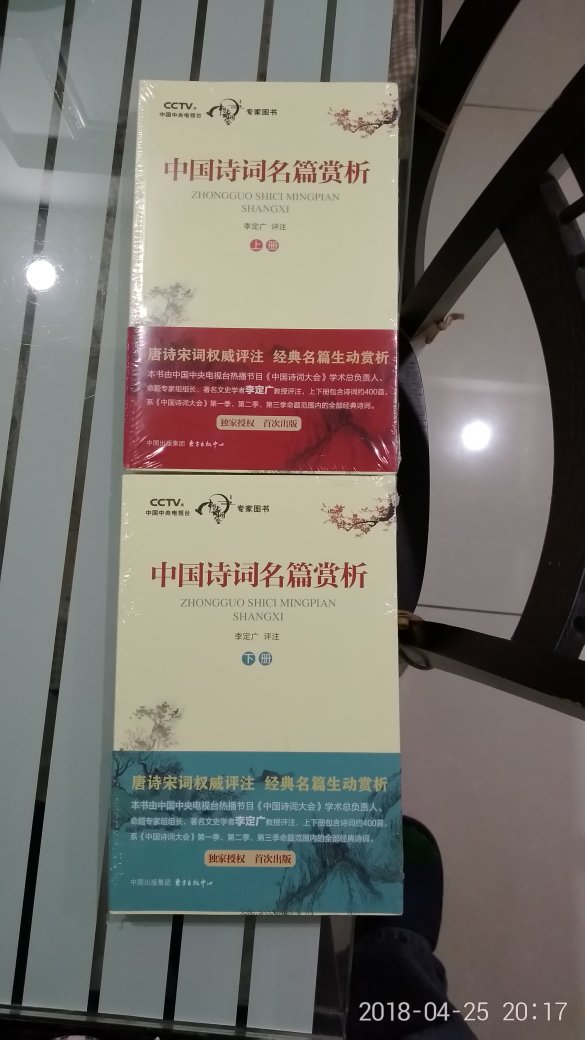 CCTV
中国中央电视台
专家图书
中国诗词名篇赏析
ZHONGGUO SHICI MINGPIAN
SHANGXI
李定广 评注
上册
唐诗宋词权威评注 经典名篇生动赏析
本书由中国中央电视台热播节目《中国诗词大会》学术总负责人、
命题专家组组长、著名文史学者李定广教授评注，上下册包含诗词约400首，
系《中国诗词大会》第一季、第二季、第三季命题范围内的全部经典诗词。
独家授权 首次出版
中国出版集团 东方出版中心
CCTV
中国中央电视台
专家图书
中国诗词名篇赏析
ZHONGGUO SHICI MINGPIAN
SHANGXI
李定广 评注
下册
唐诗宋词权威评注 经典名篇生动赏析
本书由中国中央电视台热播节目《中国诗词大会》学术总负责人、
命题专家组组长、著名文史学者李定广教授评注，上下册包含诗词约400首，
系《中国诗词大会》第一季、第二季、第三季命题范围内的全部经典诗词。
独家授权 首次出版
中国出版集团 东方出版中心
2018-04-25 20:17